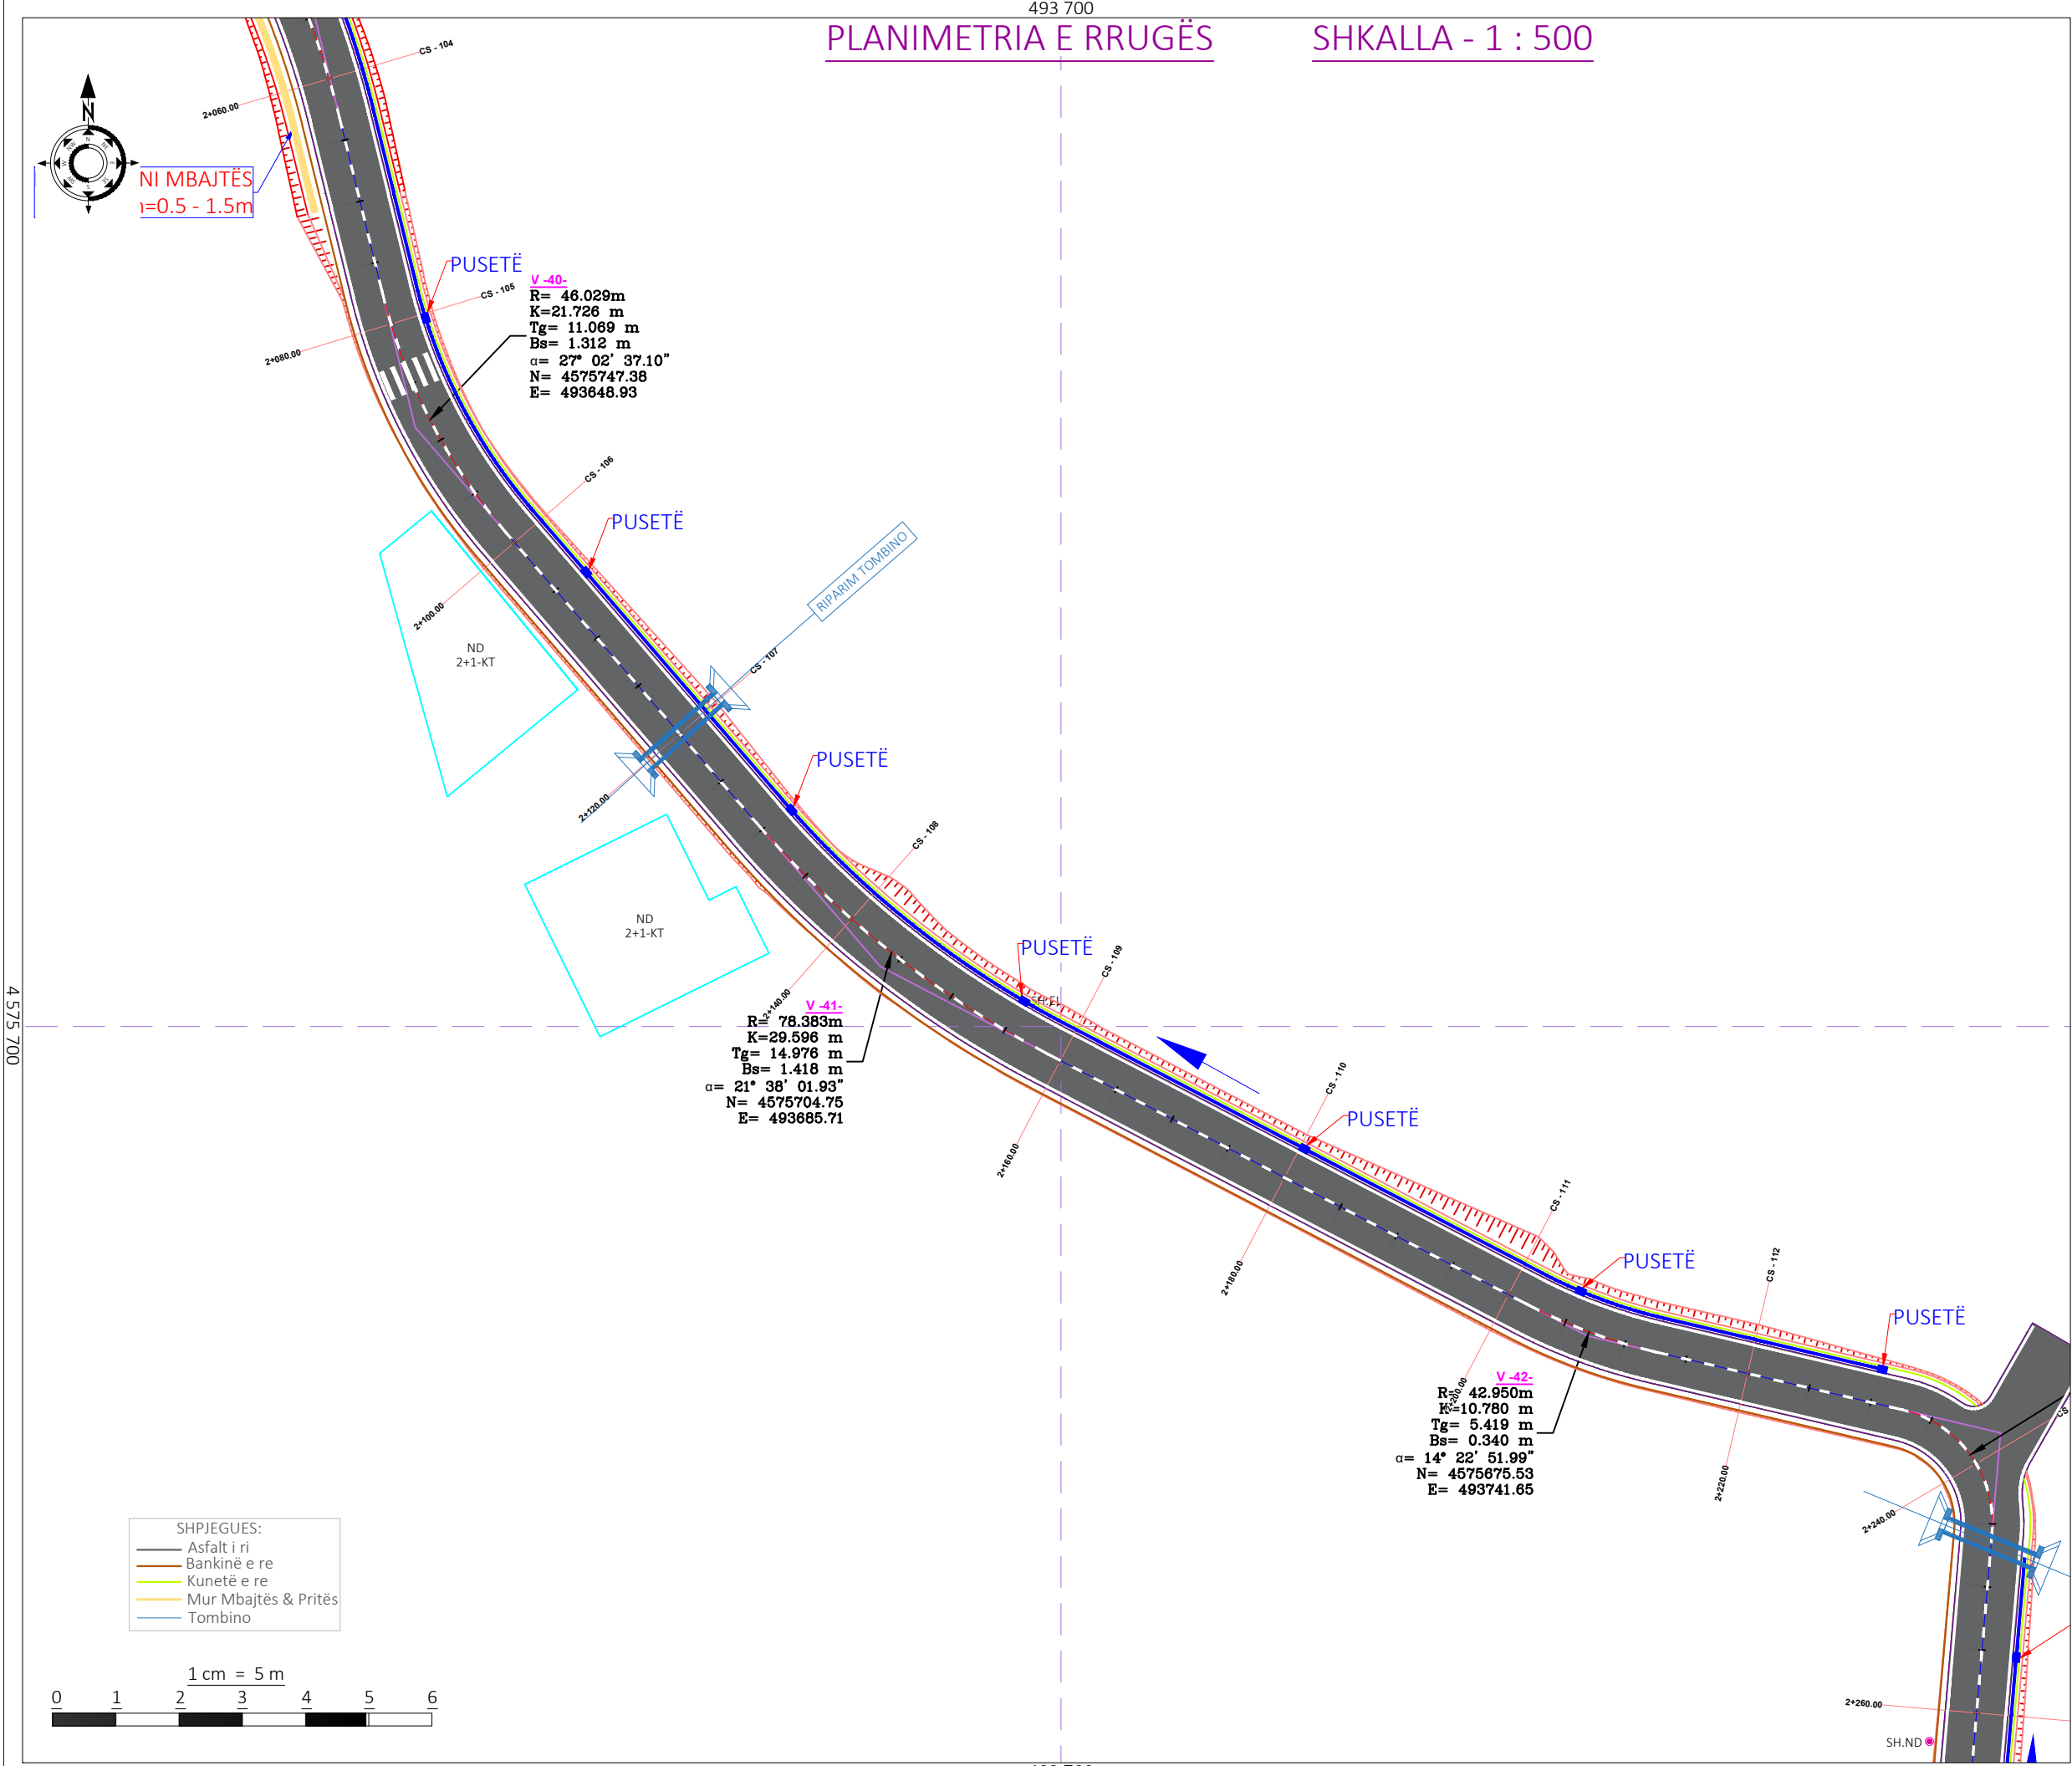 493 700
PLANIMETRIA E RRUGËS SHKALLA - 1 : 500
CS - 104
2+060.00
N
NI MBAJTËS
=0.5 - 1.5m
PUSETË
CS - 105
2+080.00
V -40-
R= 46.029m
K=21.726 m
Tg= 11.069 m
Bs= 1.312 m
α= 27° 02' 37.10"
N= 4575747.38
E= 493648.93
CS - 106
PUSETË
2+100.00
RIPARIM TOMBINO
ND
2+1-KT
CS - 107
PUSETË
2+120.00
CS - 108
ND
2+1-KT
PUSETË
CS - 109
2+140.00
4 575 700
V -41-
R= 78.383m
K=29.596 m
Tg= 14.976 m
Bs= 1.418 m
α= 21° 38' 01.93"
N= 4575704.75
E= 493685.71
CS - 110
PUSETË
2+160.00
CS - 111
PUSETË
2+180.00
CS - 112
PUSETË
V -42-
R= 42.950m
K=10.780 m
Tg= 5.419 m
Bs= 0.340 m
α= 14° 22' 51.99"
N= 4575675.53
E= 493741.65
2+200.00
CS
2+220.00
2+240.00
SHPJEGUES:
Asfalt i ri
Bankinë e re
Kunetë e re
Mur Mbajtës & Pritës
Tombino
1 cm = 5 m
0 1 2 3 4 5 6
2+260.00
SH.ND